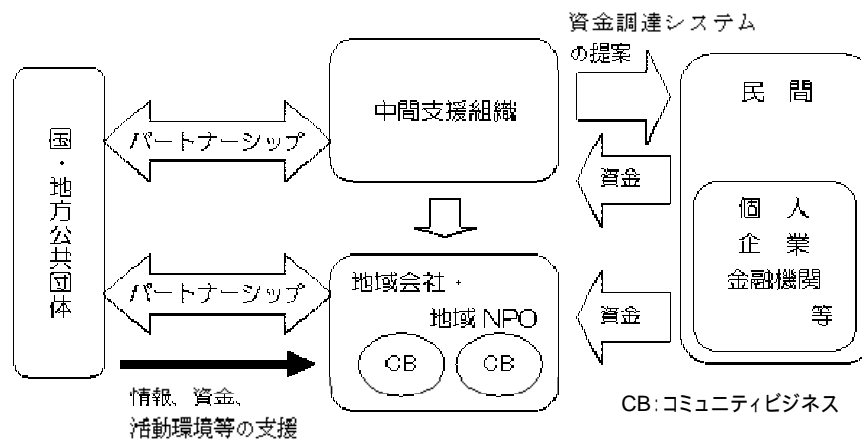 資金調達システム
の提案
国・地方公共団体
パートナーシップ
中間支援組織
民 間
資金
個 人
企 業
金融機関
等
パートナーシップ
地域会社・
地域 NPO
CB
CB
資金
情報、資金、
活動環境等の支援
CB:コミュニティビジネス